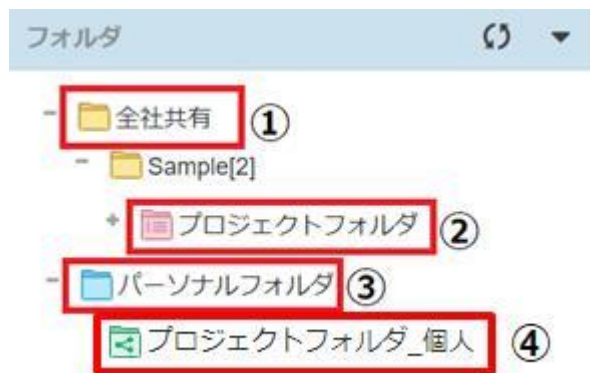 フォルダ
全社共有 ①
Sample[2]
プロジェクトフォルダ ②
パーソナルフォルダ ③
プロジェクトフォルダ_個人 ④